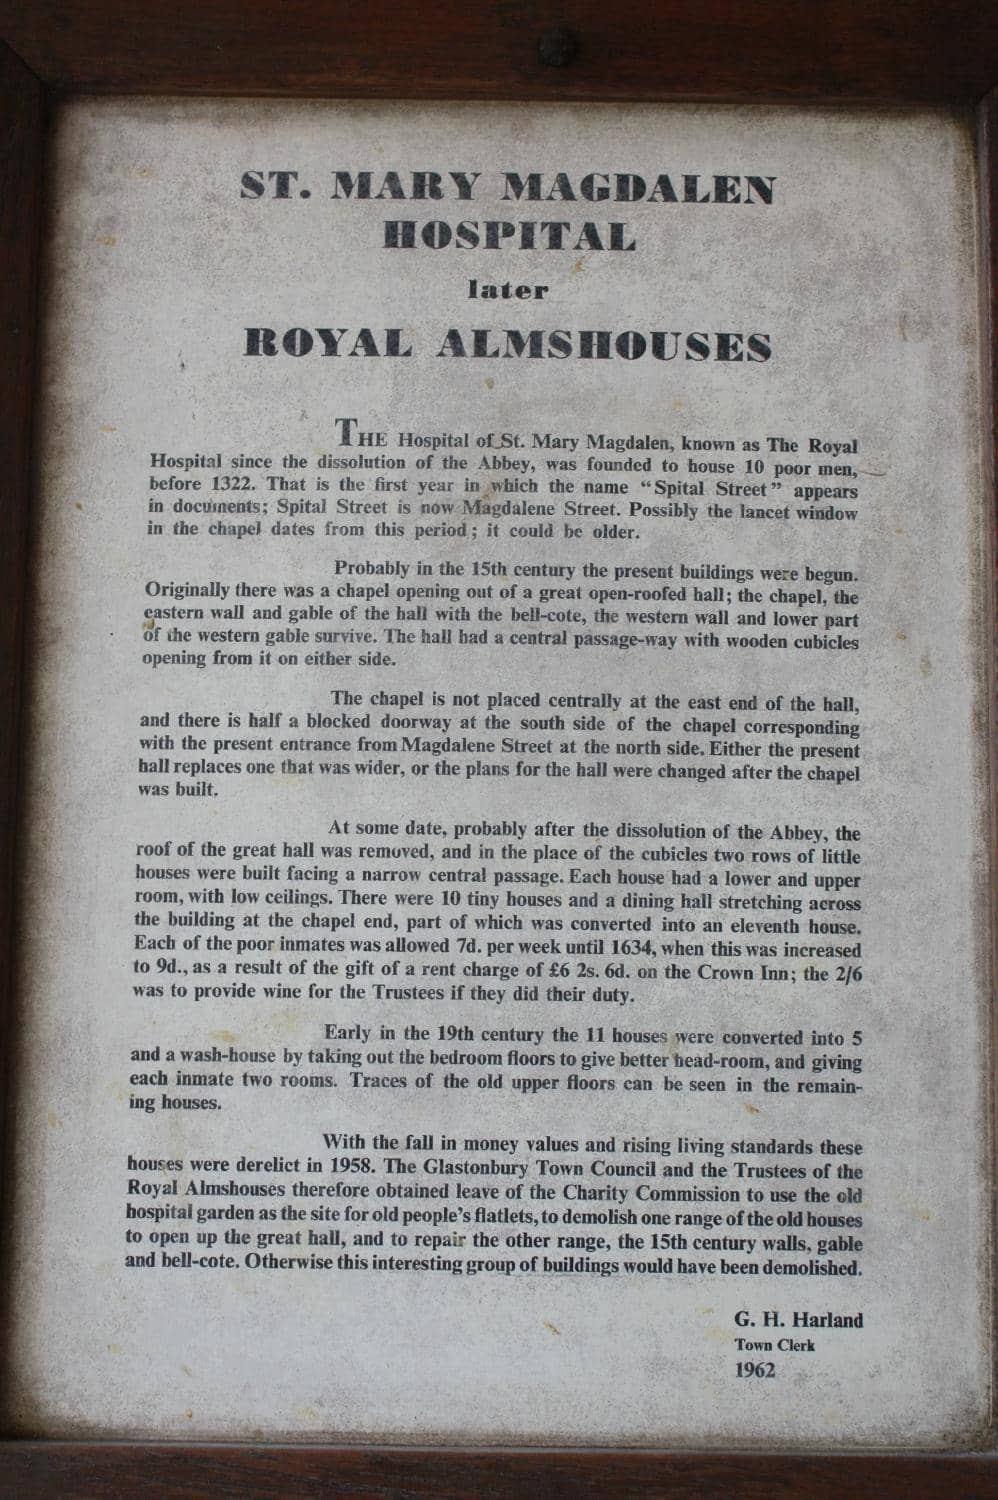 ST. MARY MAGDALEN
HOSPITAL
later
ROYAL ALMSHOUSES
THE Hospital of St. Mary Magdalen, known as The Royal
Hospital since the dissolution of the Abbey, was founded to house 10 poor men,
before 1322. That is the first year in which the name “Spital Street” appears
in documents; Spital Street is now Magdalene Street. Possibly the lancet window
in the chapel dates from this period; it could be older.
Probably in the 15th century the present buildings were begun.
Originally there was a chapel opening out of a great open-roofed hall; the chapel, the
eastern wall and gable of the hall with the bell-cote, the western wall and lower part
of the western gable survive. The hall had a central passage-way with wooden cubicles
opening from it on either side.
The chapel is not placed centrally at the east end of the hall,
and there is half a blocked doorway at the south side of the chapel corresponding
with the present entrance from Magdalene Street at the north side. Either the present
hall replaces one that was wider, or the plans for the hall were changed after the chapel
was built.
At some date, probably after the dissolution of the Abbey, the
roof of the great hall was removed, and in the place of the cubicles two rows of little
houses were built facing a narrow central passage. Each house had a lower and upper
room, with low ceilings. There were 10 tiny houses and a dining hall stretching across
the building at the chapel end, part of which was converted into an eleventh house.
Each of the poor inmates was allowed 7d. per week until 1634, when this was increased
to 9d., as a result of the gift of a rent charge of £6 2s. 6d. on the Crown Inn; the 2/6
was to provide wine for the Trustees if they did their duty.
Early in the 19th century the 11 houses were converted into 5
and a wash-house by taking out the bedroom floors to give better head-room, and giving
each inmate two rooms. Traces of the old upper floors can be seen in the remain-
ing houses.
With the fall in money values and rising living standards these
houses were derelict in 1958. The Glastonbury Town Council and the Trustees of the
Royal Almshouses therefore obtained leave of the Charity Commission to use the old
hospital garden as the site for old people's flatlets, to demolish one range of the old houses
to open up the great hall, and to repair the other range, the 15th century walls, gable
and bell-cote. Otherwise this interesting group of buildings would have been demolished.
G. H. Harland
Town Clerk
1962